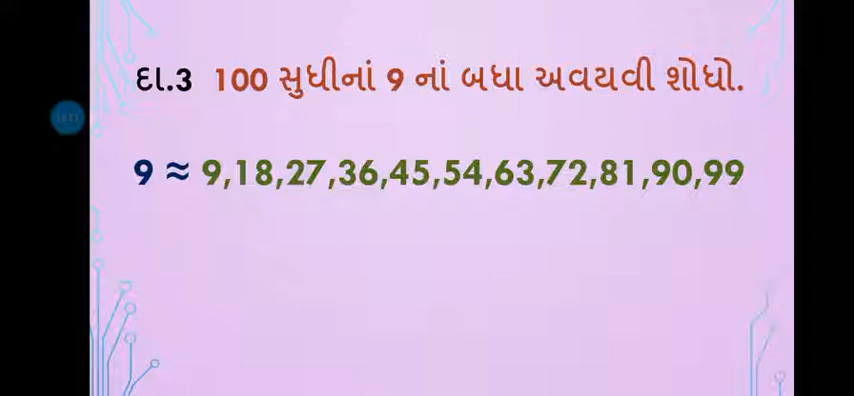 દા.3 100 સુધીનાં 9 નાં બધા અવયવી શોધો.
9 ≈ 9,18,27,36,45,54,63,72,81,90,99